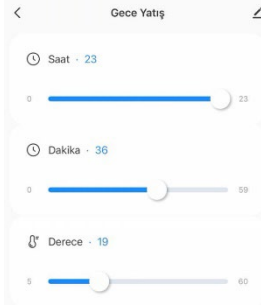 Gece Yatış
Saat · 23
0 23
Dakika · 36
0 59
Derece · 19
5 60